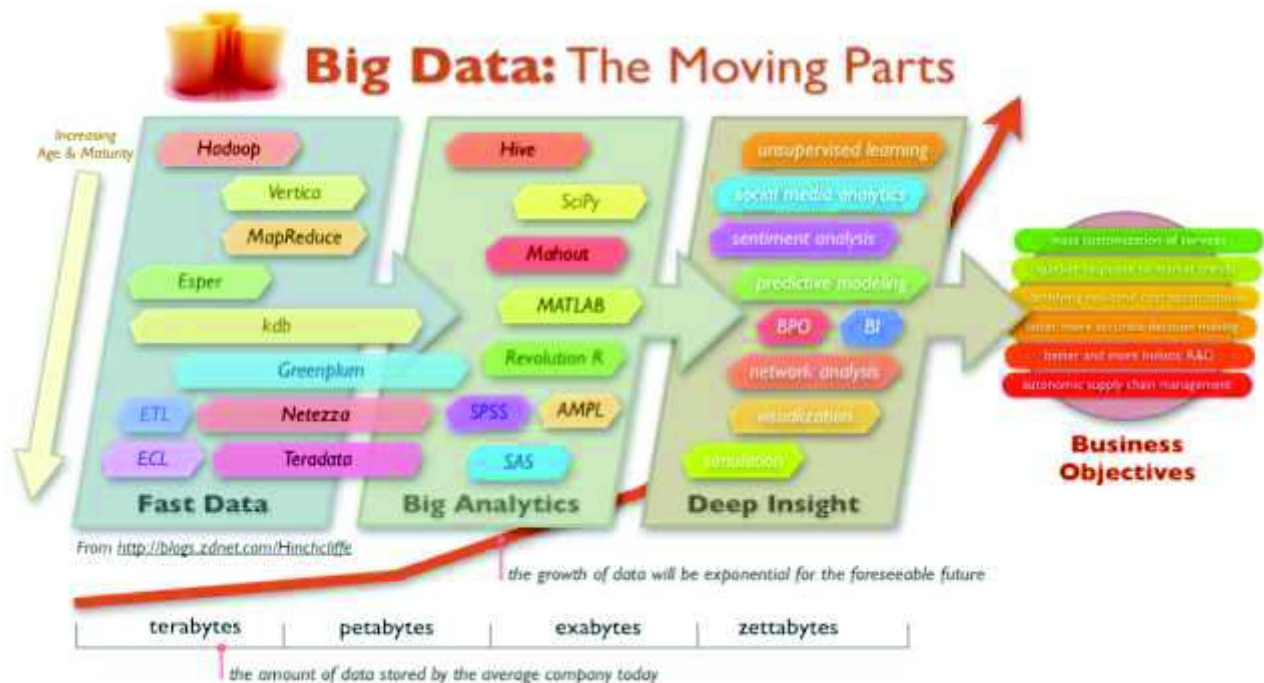 Big Data: The Moving Parts
Increasing
Age & Maturity
Hadoop
Vertica
MapReduce
Esper
kdb
Greenplum
ETL
Netezza
ECL
Teradata
Fast Data
Hive
SciPy
Mahout
MATLAB
Revolution R
SPSS
AMPL
SAS
Big Analytics
unsupervised learning
social media analytics
sentiment analysis
predictive modeling
BPO
BI
network analysis
visualization
simulation
Deep Insight
mass customization of services
better and more holistic R&D
autonomic supply chain management
Business
Objectives
From http://blogs.zdnet.com/Hinchcliffe
the growth of data will be exponential for the foreseeable future
terabytes
petabytes
exabytes
zettabytes
the amount of data stored by the average company today